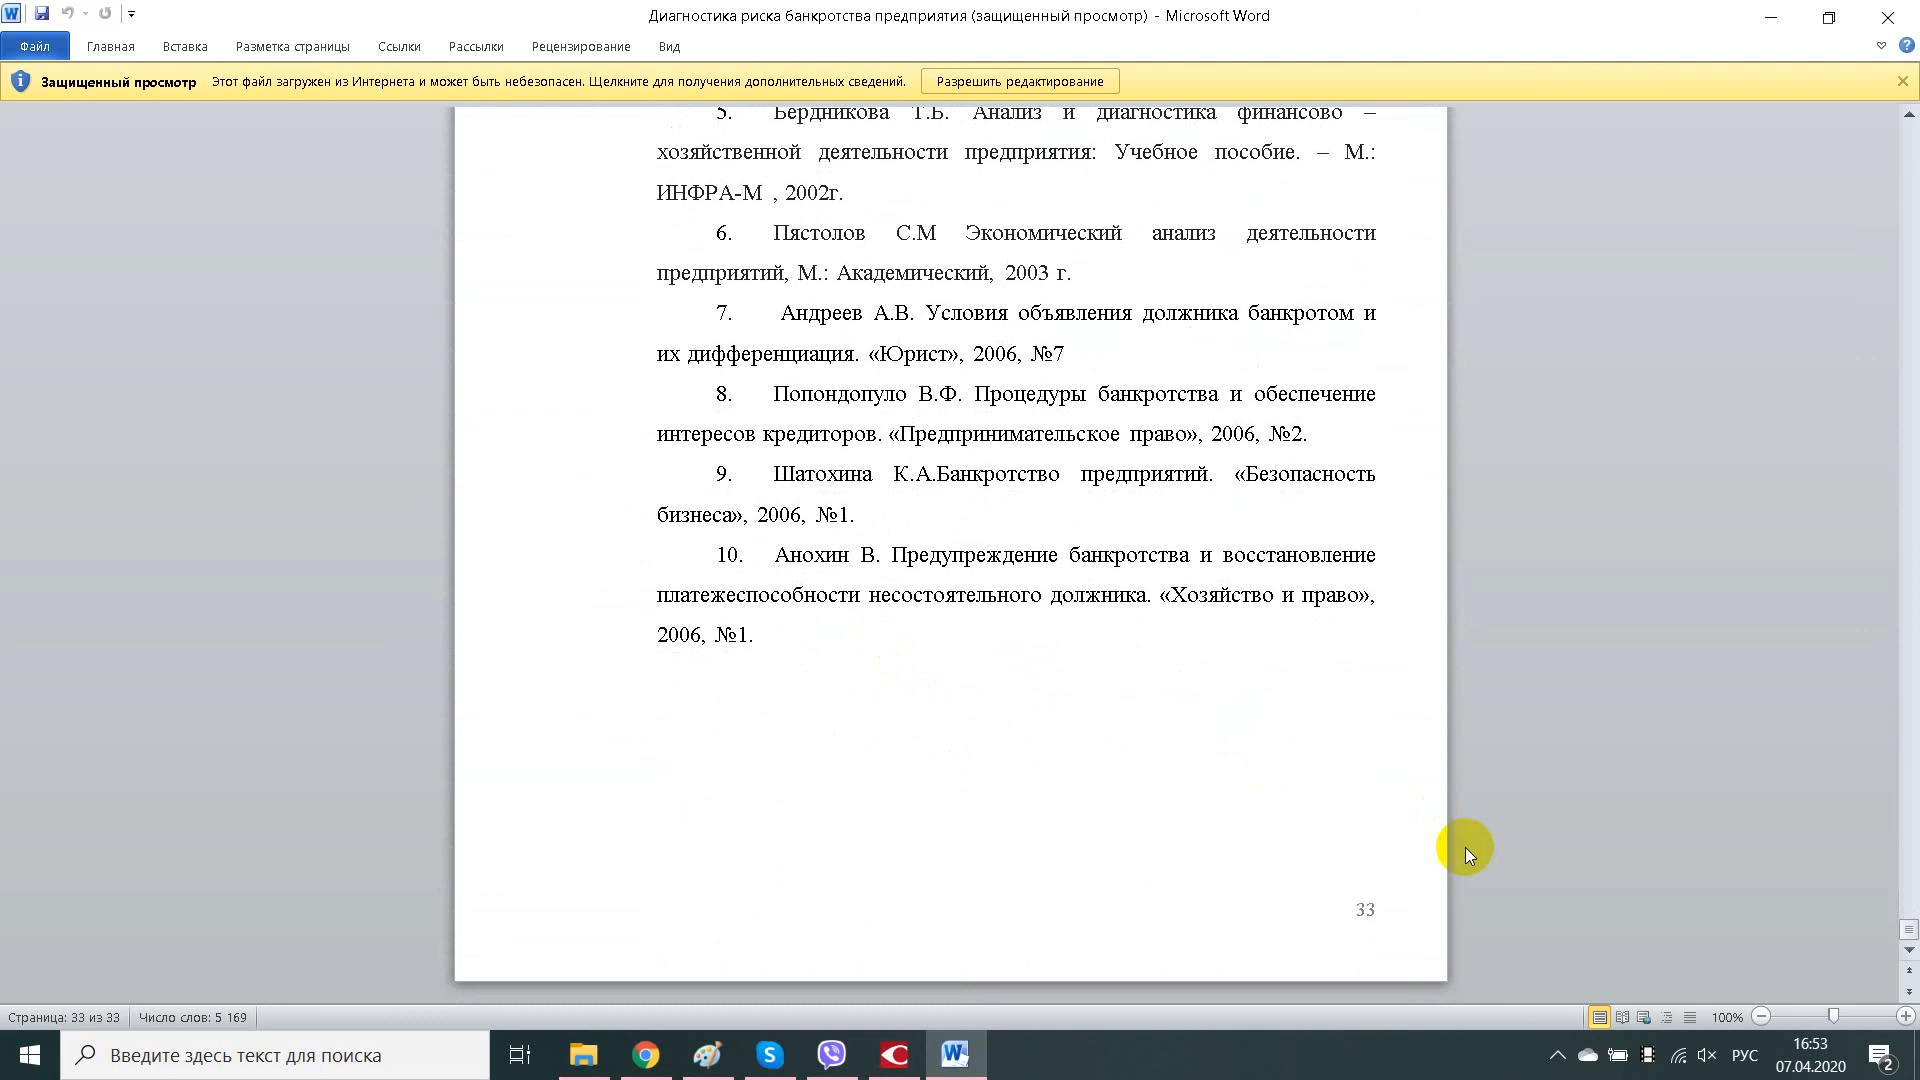 Диагностика риска банкротства предприятия (защищенный просмотр) - Microsoft Word
Файл Главная Вставка Разметка страницы Ссылки Рассылки Рецензирование Вид
Защищенный просмотр Этот файл загружен из Интернета и может быть небезопасен. Щелкните для получения дополнительных сведений. Разрешить редактирование
5. Бердникова Т.Б. Анализ и диагностика финансово –
хозяйственной деятельности предприятия: Учебное пособие. – М.:
ИНФРА-М , 2002г.
6. Пястолов С.М Экономический анализ деятельности
предприятий, М.: Академический, 2003 г.
7. Андреев А.В. Условия объявления должника банкротом и
их дифференциация. «Юрист», 2006, №7
8. Попондопуло В.Ф. Процедуры банкротства и обеспечение
интересов кредиторов. «Предпринимательское право», 2006, №2.
9. Шатохина К.А.Банкротство предприятий. «Безопасность
бизнеса», 2006, №1.
10. Анохин В. Предупреждение банкротства и восстановление
платежеспособности несостоятельного должника. «Хозяйство и право»,
2006, №1.
33
Страница: 33 из 33 Число слов: 5 169 100%
Введите здесь текст для поиска РУС 16:53
07.04.2020 2